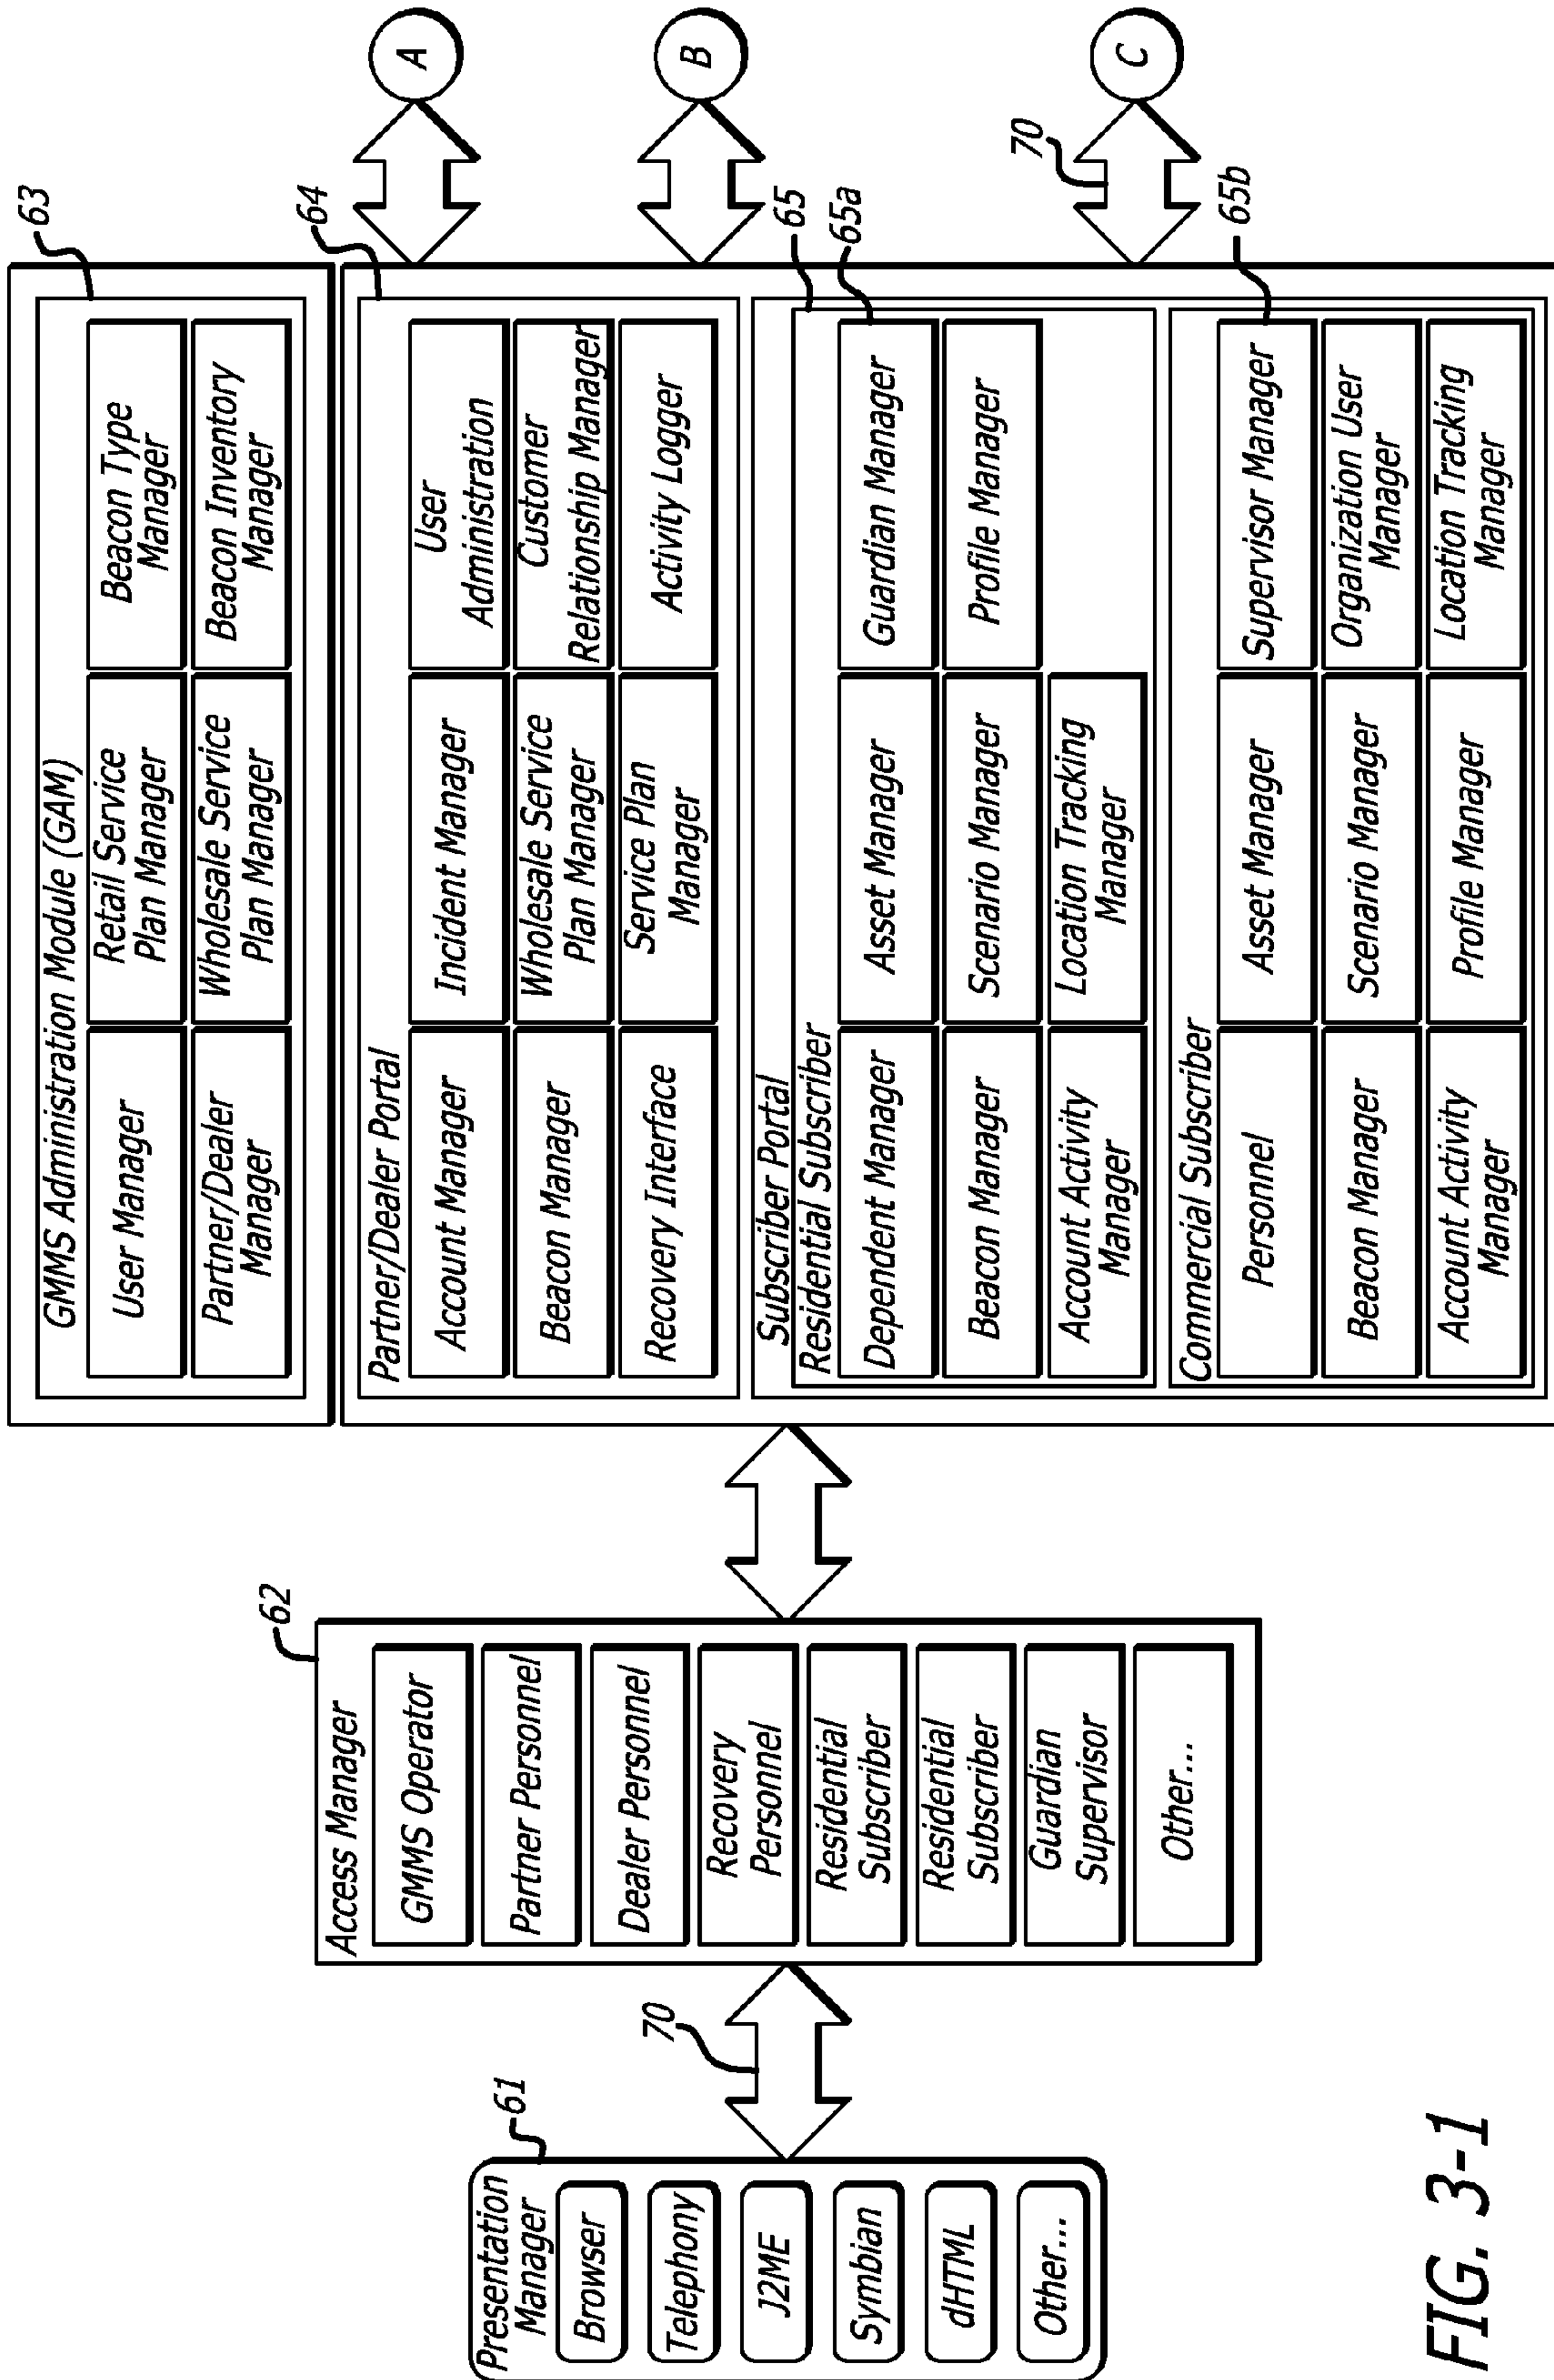 Presentation
Manager
Browser
Telephony
J2ME
Symbian
dHTML
Other...
61
70
Access Manager
GMMS Operator
Partner Personnel
Dealer Personnel
Recovery
Personnel
Residential
Subscriber
Residential
Subscriber
Guardian
Supervisor
Other...
62
GMMS Administration Module (GAM)
User Manager
Retail Service
Plan Manager
Beacon Type
Manager
Partner/Dealer
Manager
Wholesale Service
Plan Manager
Beacon Inventory
Manager
63
Partner/Dealer Portal
Account Manager
Incident Manager
User
Administration
Beacon Manager
Wholesale Service
Plan Manager
Customer
Relationship Manager
Recovery Interface
Service Plan
Manager
Activity Logger
64
Subscriber Portal
Residential Subscriber
Dependent Manager
Asset Manager
Guardian Manager
Beacon Manager
Scenario Manager
Profile Manager
Account Activity
Manager
Location Tracking
Manager
65
65a
Commercial Subscriber
Personnel
Asset Manager
Supervisor Manager
Beacon Manager
Scenario Manager
Organization User
Manager
Account Activity
Manager
Profile Manager
Location Tracking
Manager
65b
A
B
70
C
FIG. 3-1